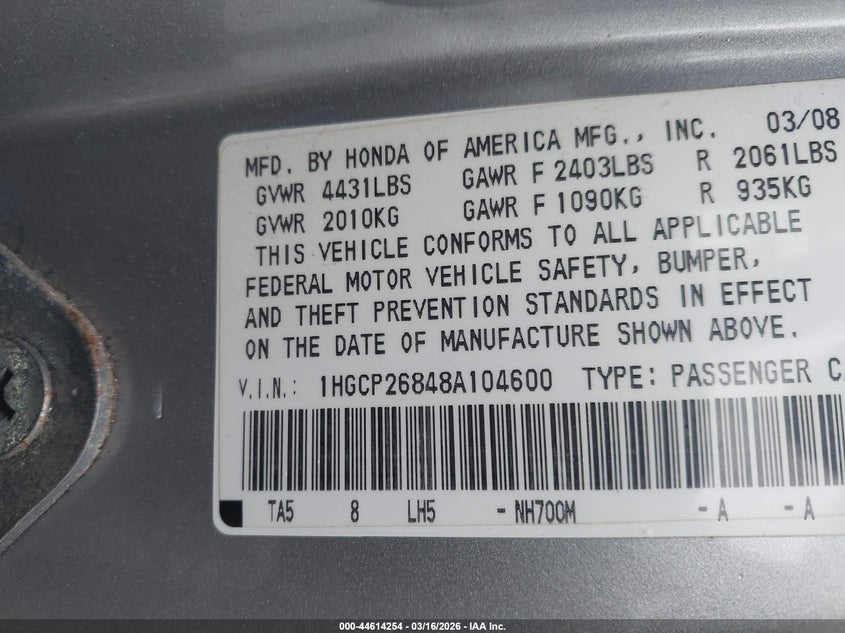 MFD. BY HONDA OF AMERICA MFG., INC. 03/08
GVWR 4431LBS GAWR F 2403LBS R 2061LBS
GVWR 2010KG GAWR F 1090KG R 935KG
THIS VEHICLE CONFORMS TO ALL APPLICABLE
FEDERAL MOTOR VEHICLE SAFETY, BUMPER,
AND THEFT PREVENTION STANDARDS IN EFFECT
ON THE DATE OF MANUFACTURE SHOWN ABOVE.
V.I.N.: 1HGCP26848A104600 TYPE: PASSENGER C
TA5 8 LH5 - NH700M - A - A
000-44614254 - 03/16/2026 - IAA Inc.